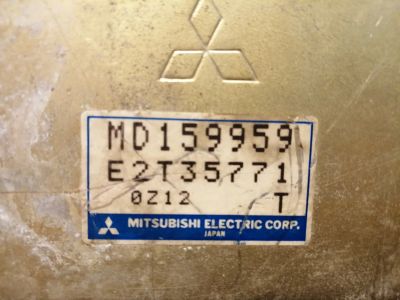 MD159959
E2T35771
0Z12 T
MITSUBISHI ELECTRIC CORP.
JAPAN